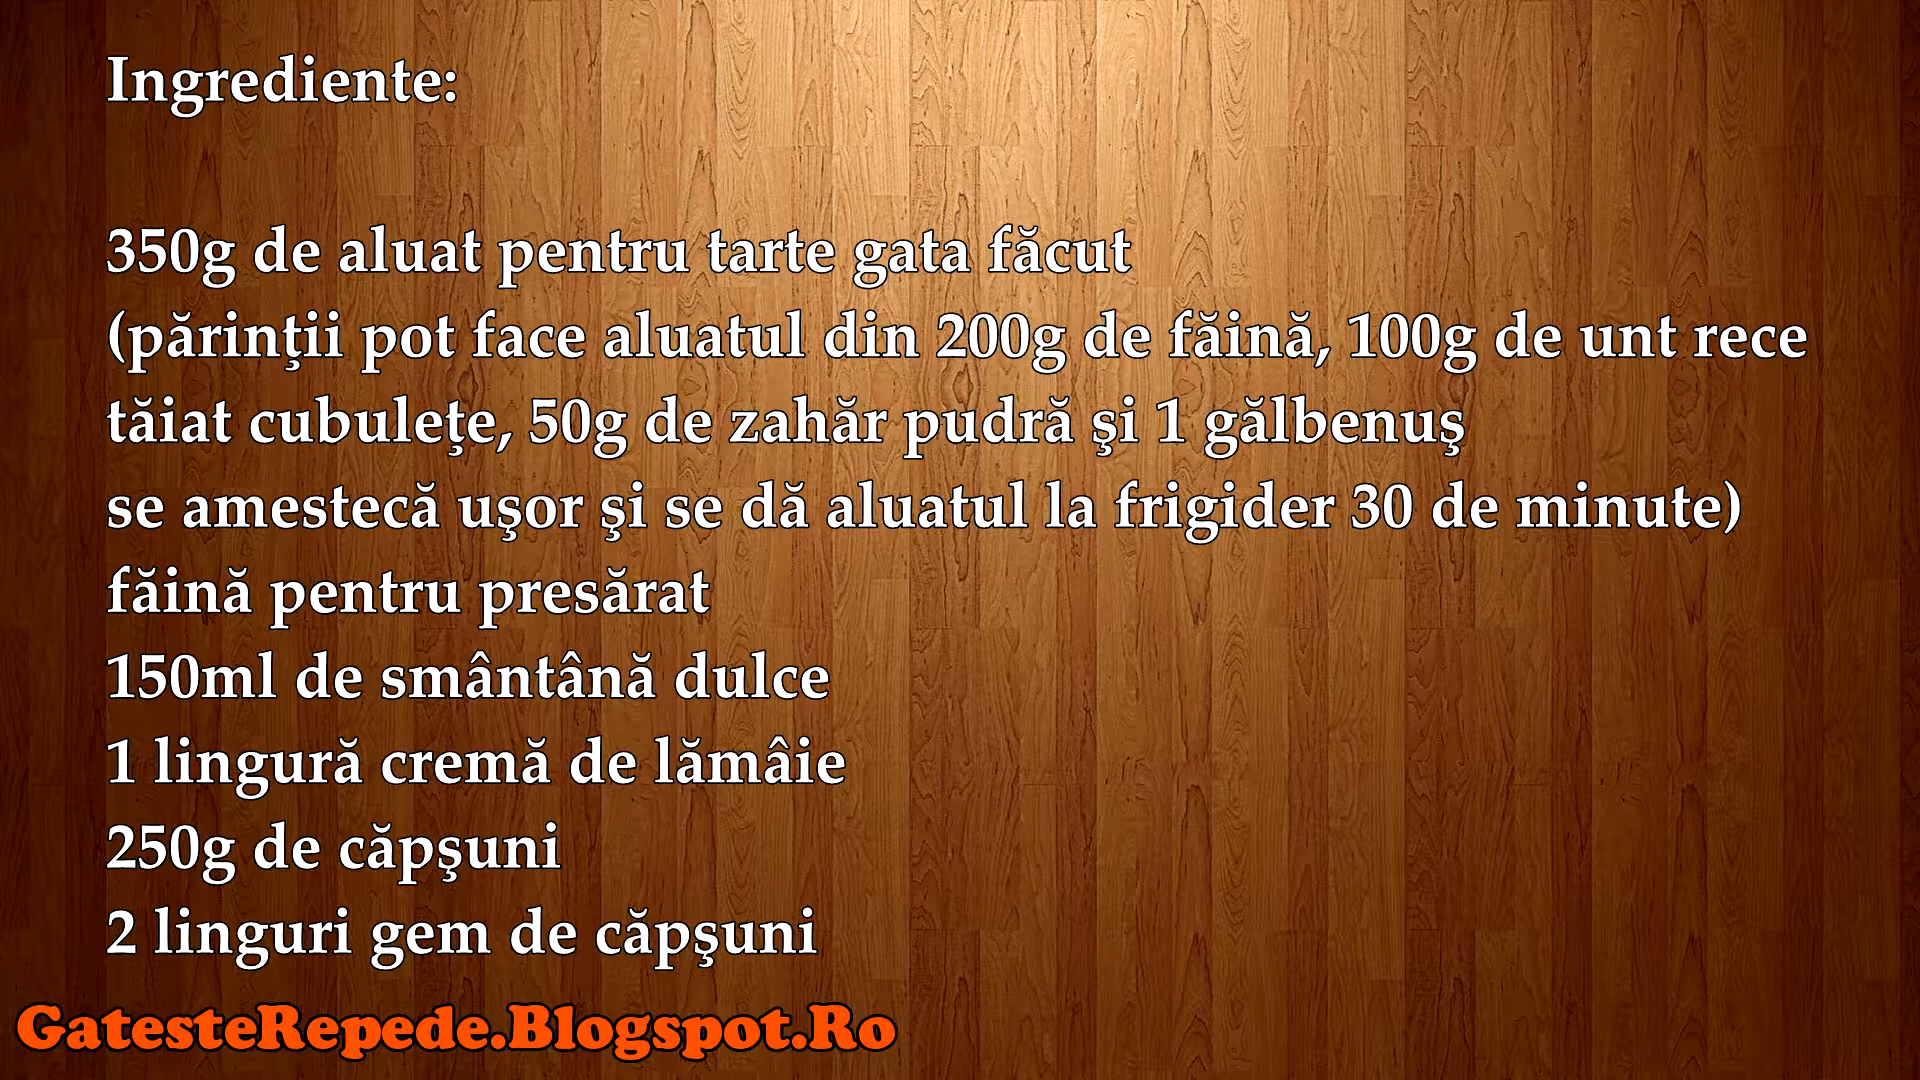 Ingrediente:
350g de aluat pentru tarte gata făcut
(părinţii pot face aluatul din 200g de făină, 100g de unt rece
tăiat cubuleţe, 50g de zahăr pudră şi 1 gălbenuş
se amestecă uşor şi se dă aluatul la frigider 30 de minute)
făină pentru presărat
150ml de smântână dulce
1 lingură cremă de lămâie
250g de căpşuni
2 linguri gem de căpşuni
GatesteRepede.Blogspot.Ro